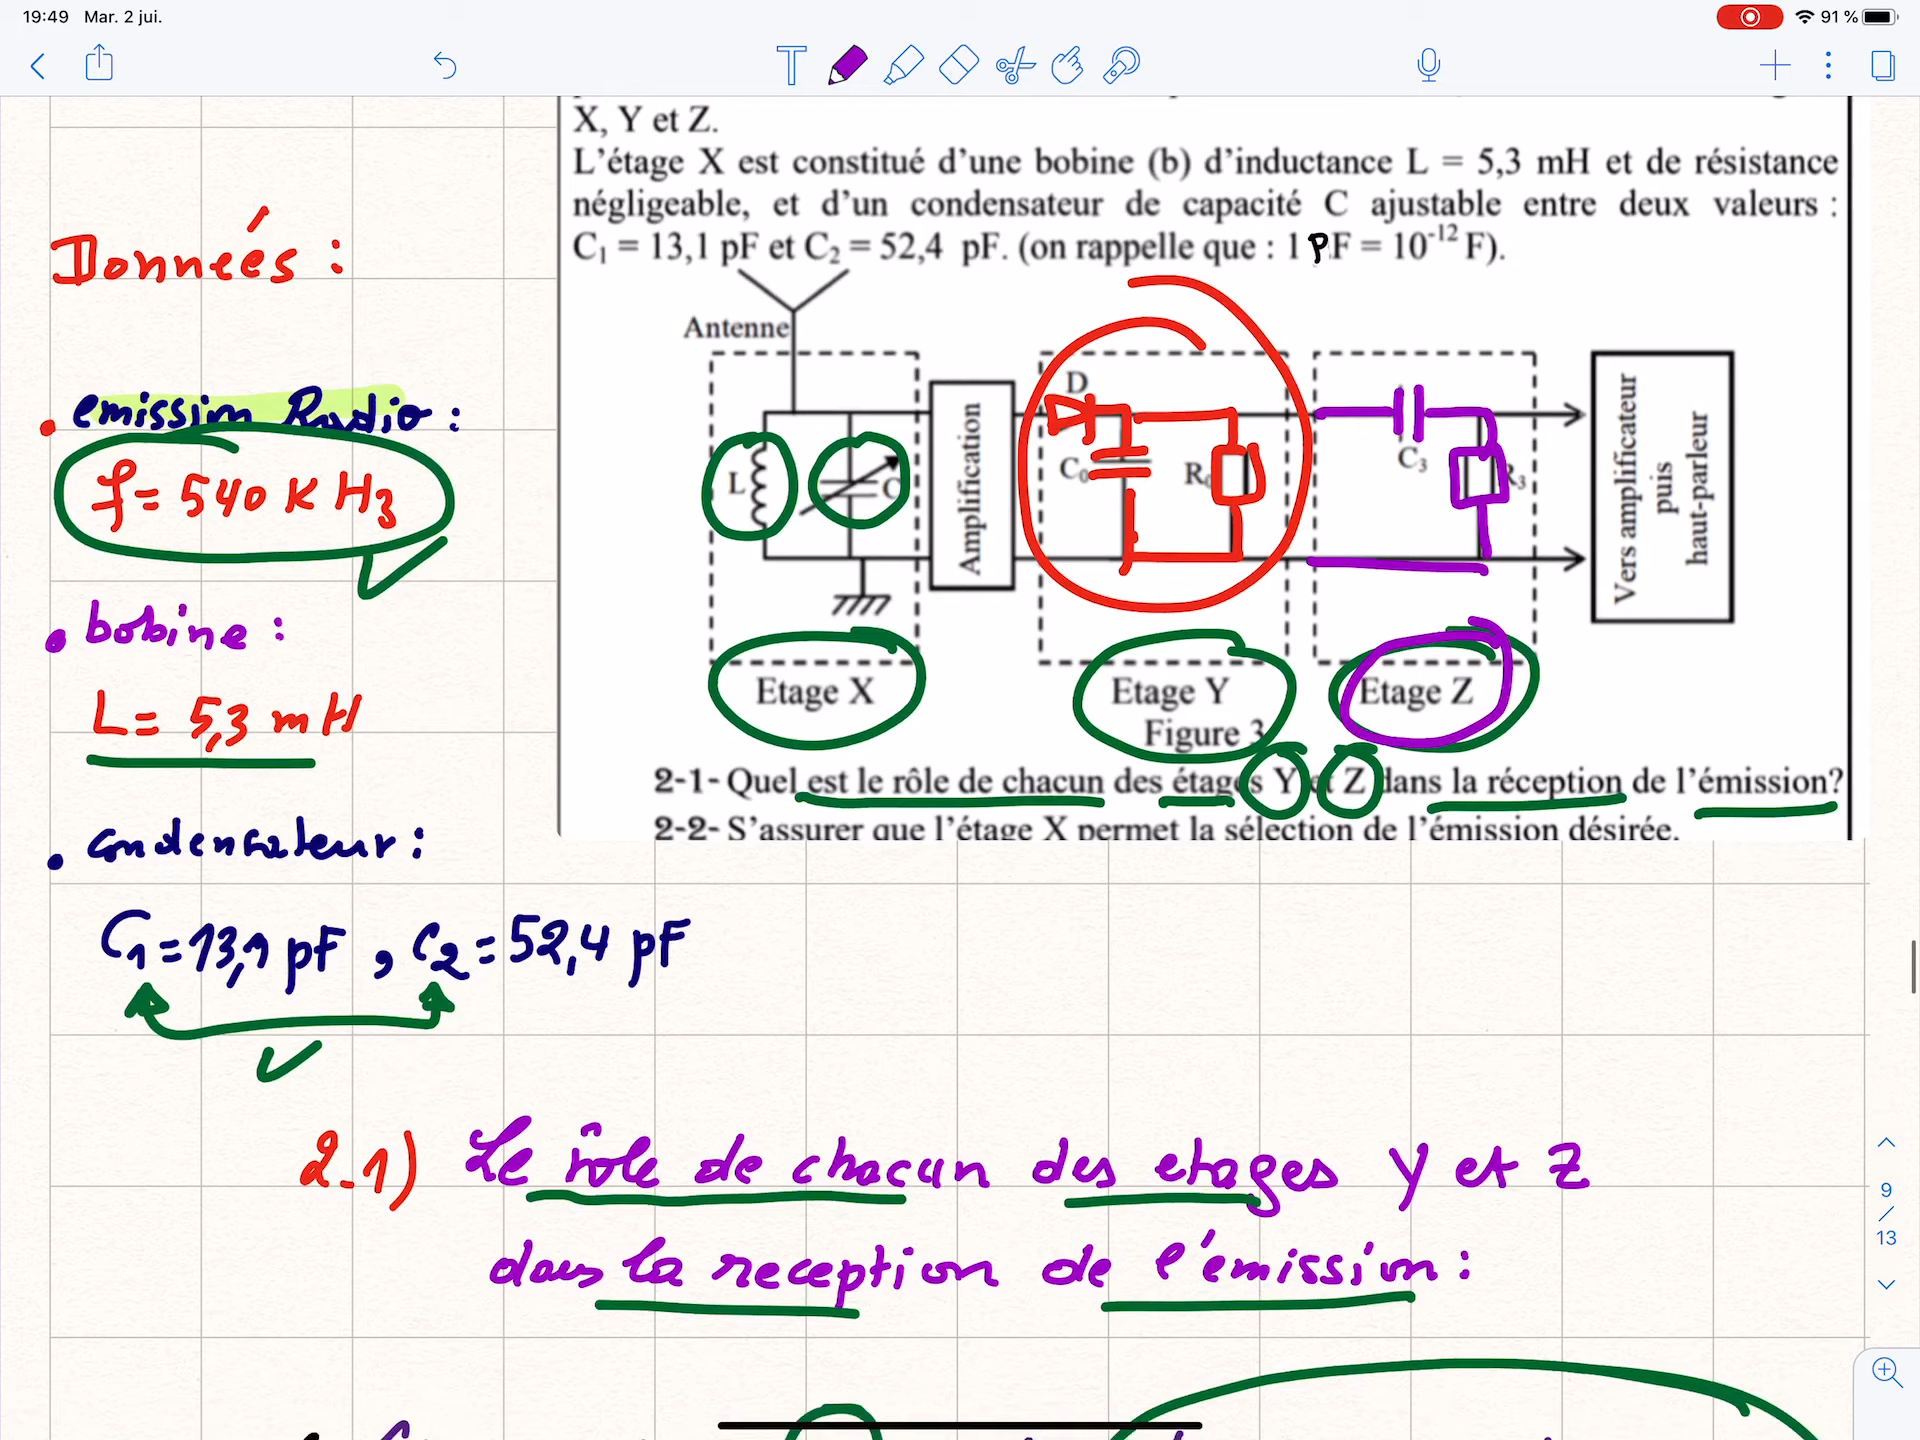 19:49 Mar. 2 jui.
91 %
X, Y et Z.
L'étage X est constitué d'une bobine (b) d'inductance L = 5,3 mH et de résistance
négligeable, et d'un condensateur de capacité C ajustable entre deux valeurs :
C₁ = 13,1 pF et C₂ = 52,4 pF. (on rappelle que : 1 pF = 10⁻¹² F).
Donneés :
emission Radio :
f = 540 KHz
bobine :
L = 5,3 mH
condensateur :
C₁ = 13,1 pF , C₂ = 52,4 pF
Antenne
L
C
Amplification
D
C₀
R₀
C₃
R₃
Vers amplificateur
puis
haut-parleur
Etage X
Etage Y
Etage Z
Figure 3
2-1- Quel est le rôle de chacun des étages Y et Z dans la réception de l'émission?
2-2- S'assurer que l'étage X permet la sélection de l'émission désirée.
2-1) Le rôle de chacun des etages Y et Z
dans la reception de l'émission :
9
/
13